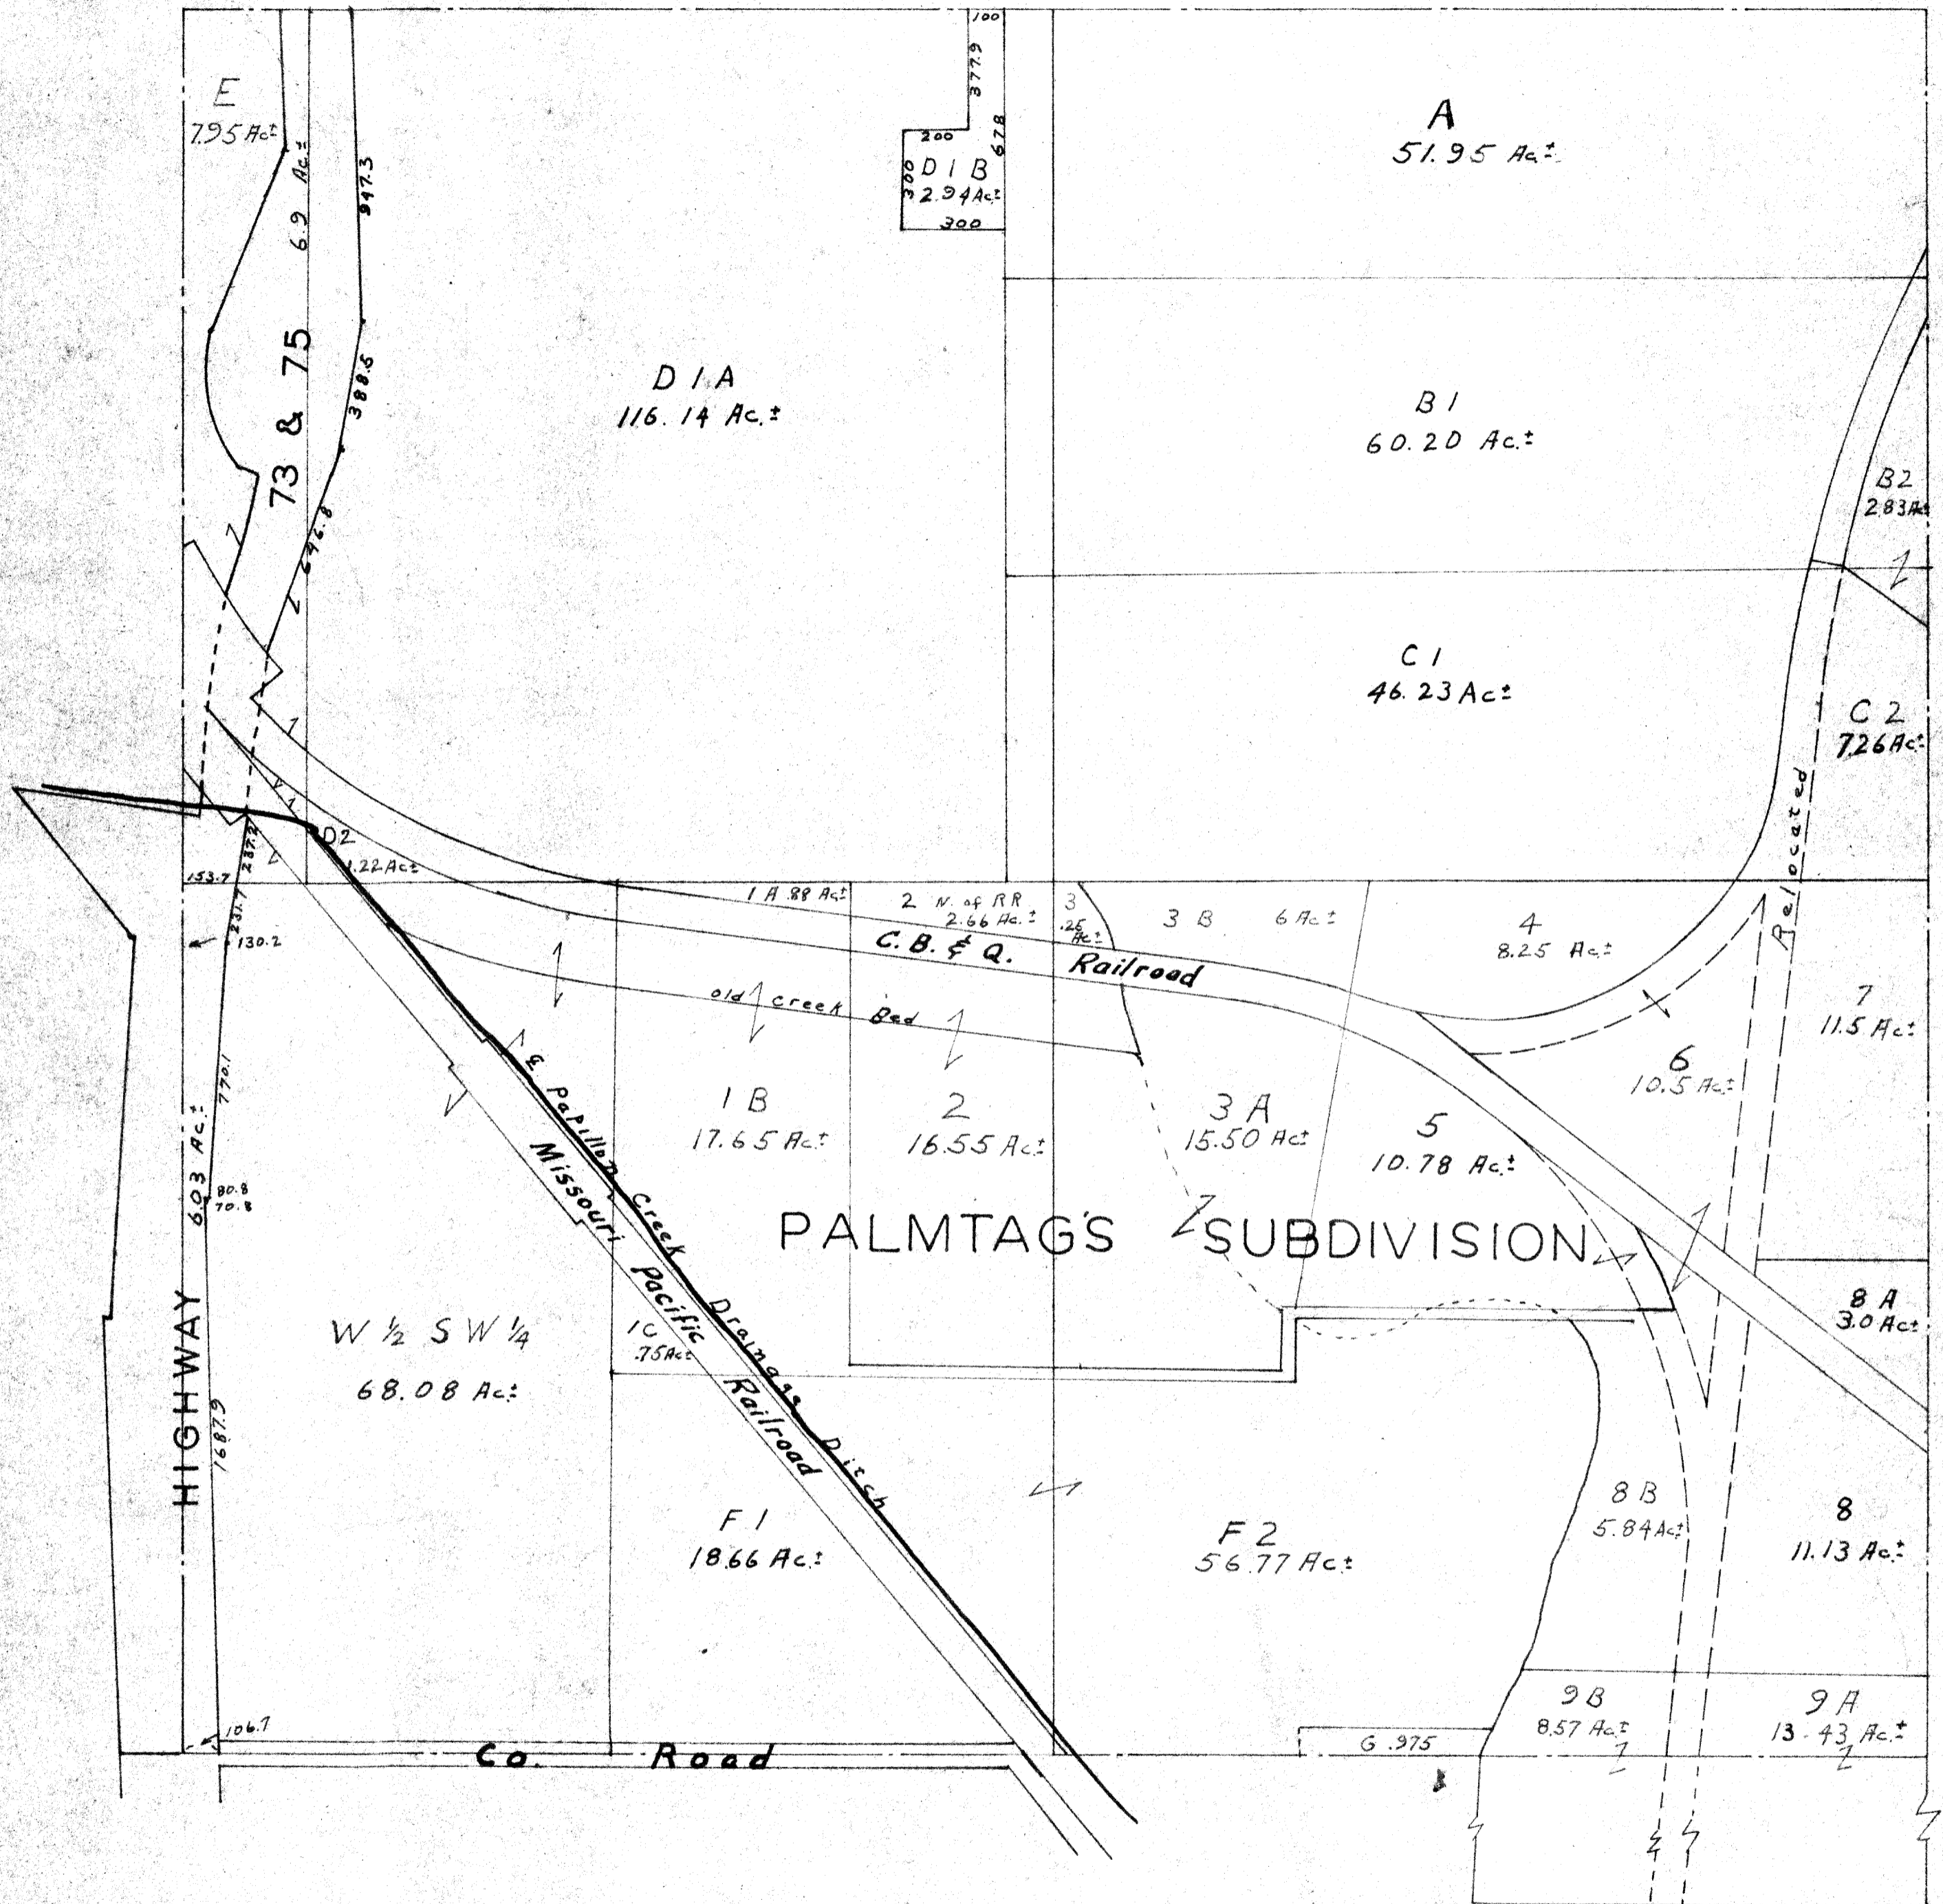 100
377.9
678
200
300
D 1 B
2.94 Ac.±
300
E
7.95 Ac±
6.9 Ac.±
947.3
388.5
73 & 75
A
51.95 Ac.±
D 1 A
116.14 Ac.±
B 1
60.20 Ac.±
B2
2.83 Ac
C 1
46.23 Ac±
C 2
7.26 Ac±
Relocated
D2
1.22 Ac±
153.7
237.2
231.7
130.2
1 A .88 Ac±
2 N. of RR
2.66 Ac.±
3
.25
Ac±
3 B 6 Ac±
4
8.25 Ac±
C. B. & Q. Railroad
old creek Bed
7
11.5 Ac±
6
10.5 Ac±
770.1
6.03 Ac.±
80.8
70.8
1 B
17.65 Ac±
2
16.55 Ac±
3 A
15.50 Ac±
5
10.78 Ac.±
& Papillon Creek Drainage Ditch
Missouri Pacific Railroad
PALMTAG'S SUBDIVISION
HIGHWAY
1687.9
W ½ S W ¼
68.08 Ac±
1C
.75 Ac±
8 A
3.0 Ac±
F 1
18.66 Ac.±
F 2
56.77 Ac±
8 B
5.84 Ac±
8
11.13 Ac.±
9 B
8.57 Ac.±
9 A
13.43 Ac.±
G .975
106.7
Co. Road